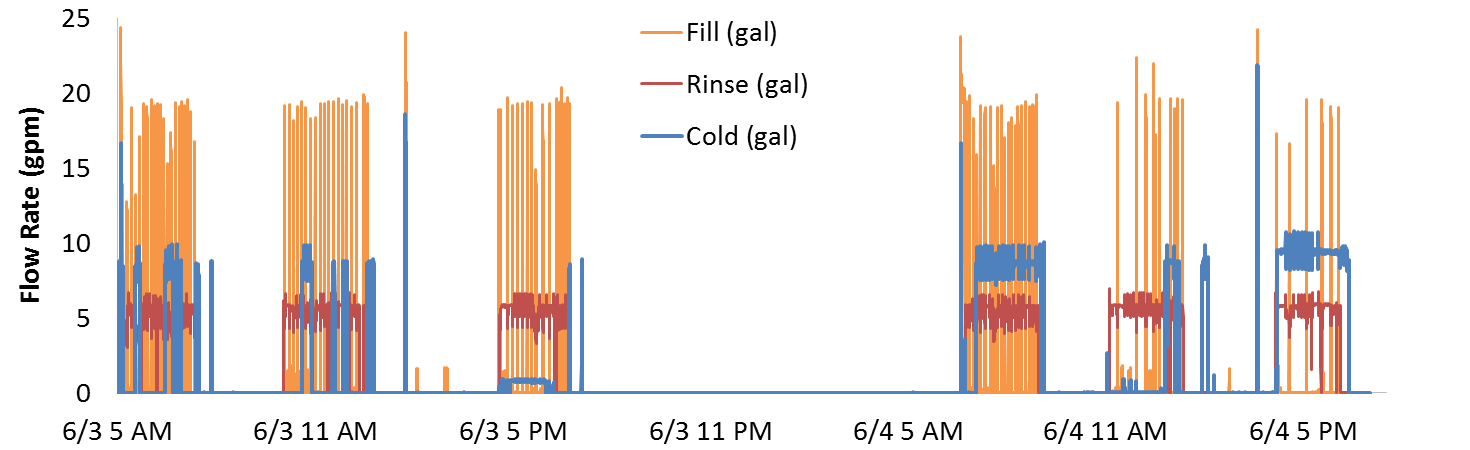 25
20
15
10
5
0
Flow Rate (gpm)
Fill (gal)
Rinse (gal)
Cold (gal)
6/3 5 AM
6/3 11 AM
6/3 5 PM
6/3 11 PM
6/4 5 AM
6/4 11 AM
6/4 5 PM